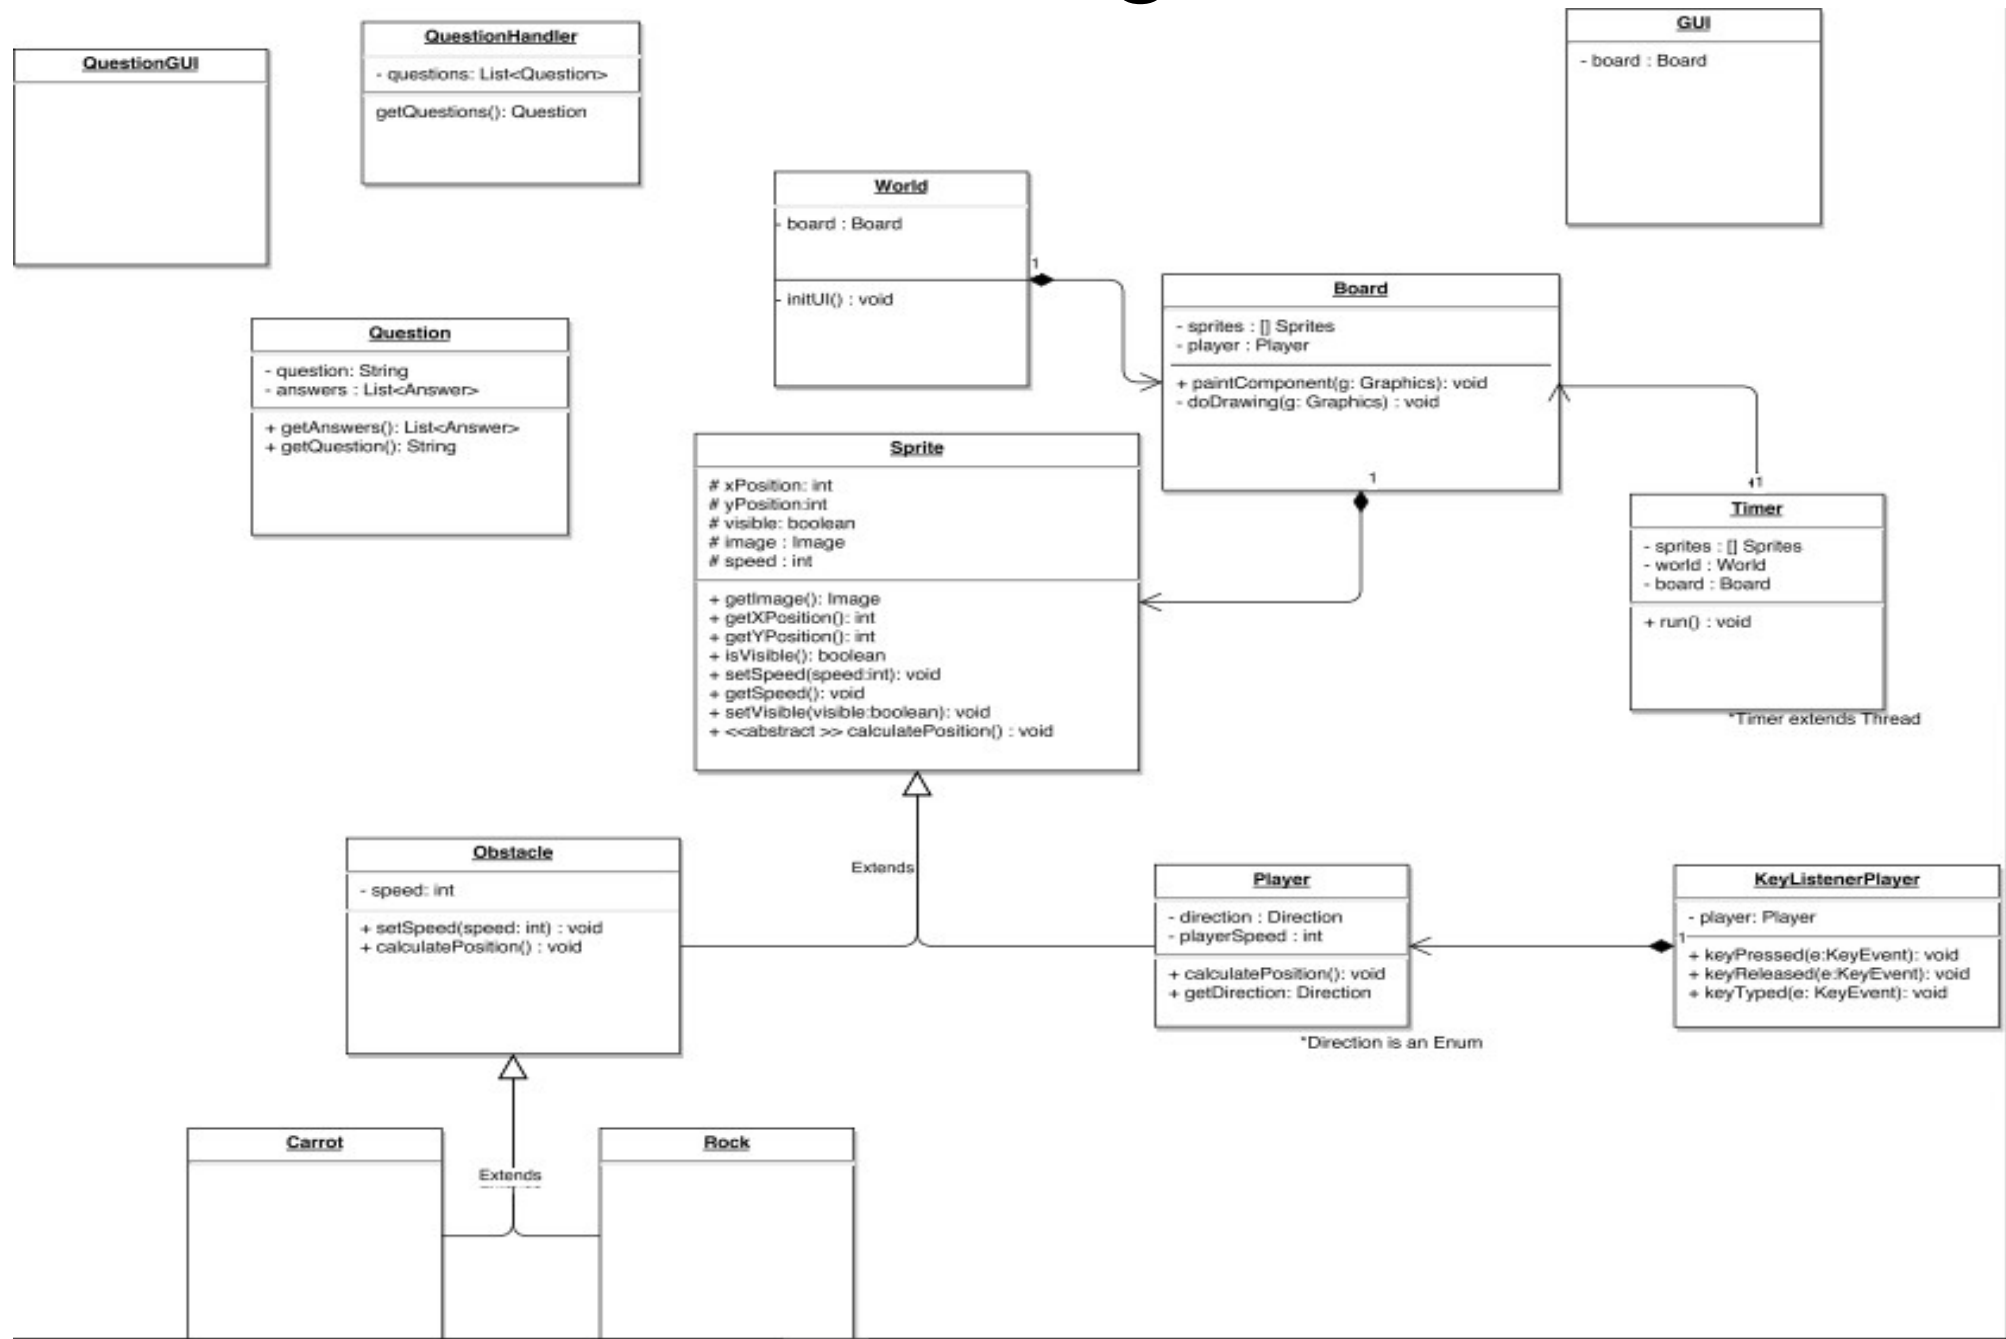 QuestionGUI
QuestionHandler
- questions: List<Question>
getQuestions(): Question
GUI
- board : Board
World
- board : Board
- initUI() : void
1
Board
- sprites : [] Sprites
- player : Player
+ paintComponent(g: Graphics): void
- doDrawing(g: Graphics) : void
1
Question
- question: String
- answers : List<Answer>
+ getAnswers(): List<Answer>
+ getQuestion(): String
Sprite
# xPosition: int
# yPosition:int
# visible: boolean
# image : Image
# speed : int
+ getImage(): Image
+ getXPosition(): int
+ getYPosition(): int
+ isVisible(): boolean
+ setSpeed(speed:int): void
+ getSpeed(): void
+ setVisible(visible:boolean): void
+ <<abstract >> calculatePosition() : void
1
Timer
- sprites : [] Sprites
- world : World
- board : Board
+ run() : void
*Timer extends Thread
Extends
Obstacle
- speed: int
+ setSpeed(speed: int) : void
+ calculatePosition() : void
Player
- direction : Direction
- playerSpeed : int
+ calculatePosition(): void
+ getDirection: Direction
*Direction is an Enum
KeyListenerPlayer
- player: Player
1
+ keyPressed(e:KeyEvent): void
+ keyReleased(e:KeyEvent): void
+ keyTyped(e: KeyEvent): void
Carrot
Extends
Rock